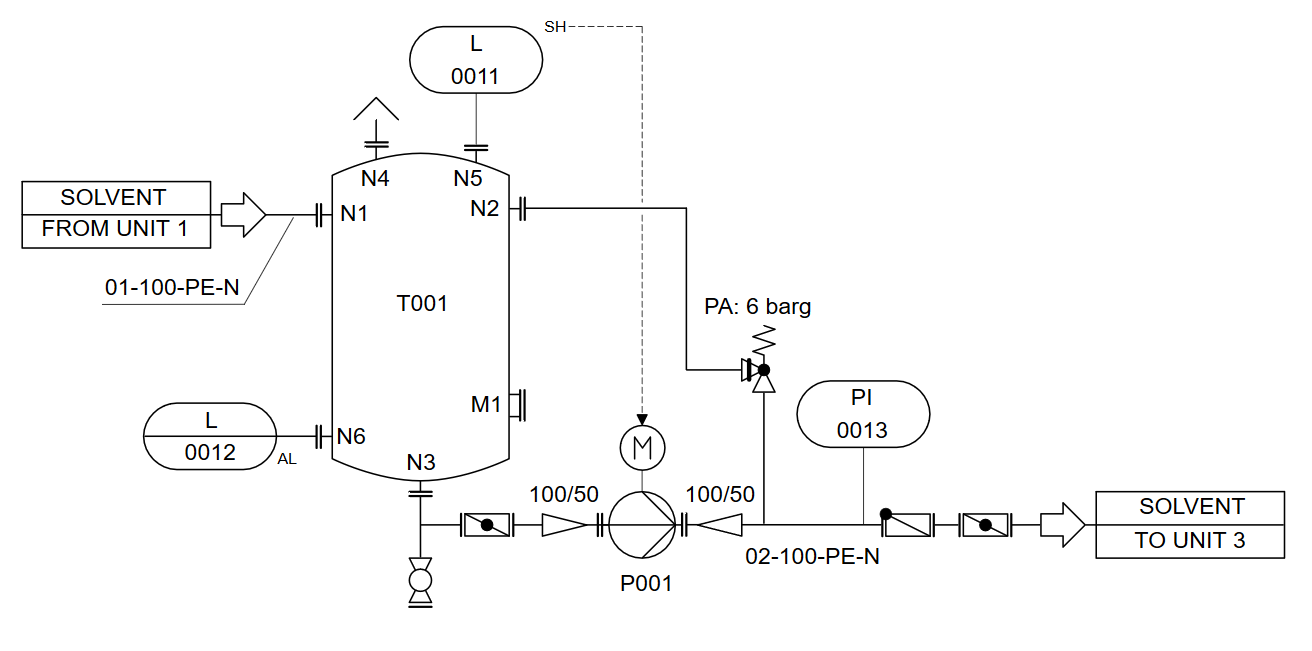 SH
L
0011
N4
N5
SOLVENT
FROM UNIT 1
N1
N2
01-100-PE-N
T001
PA: 6 barg
PI
0013
M1
L
0012
AL
N6
M
N3
100/50
100/50
SOLVENT
TO UNIT 3
02-100-PE-N
P001